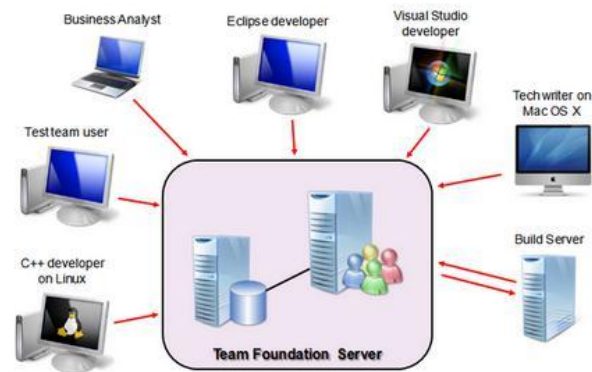 Business Analyst
Eclipse developer
Visual Studio
developer
Tech writer on
Mac OS X
Test team user
Build Server
C++ developer
on Linux
Team Foundation Server